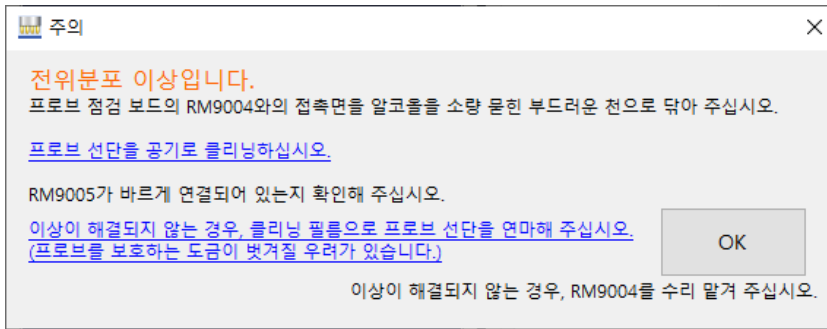 주의
전위분포 이상입니다.
프로브 점검 보드의 RM9004와의 접촉면을 알코올을 소량 묻힌 부드러운 천으로 닦아 주십시오.
프로브 선단을 공기로 클리닝하십시오.
RM9005가 바르게 연결되어 있는지 확인해 주십시오.
이상이 해결되지 않는 경우, 클리닝 필름으로 프로브 선단을 연마해 주십시오.
(프로브를 보호하는 도금이 벗겨질 우려가 있습니다.)
OK
이상이 해결되지 않는 경우, RM9004를 수리 맡겨 주십시오.